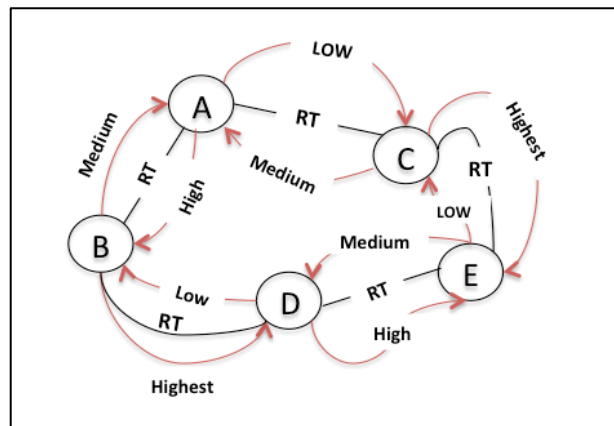 LOW
A
Highest
RT
Medium
RT
C
RT
Medium
High
LOW
B
Medium
E
Low
D
RT
RT
High
Highest